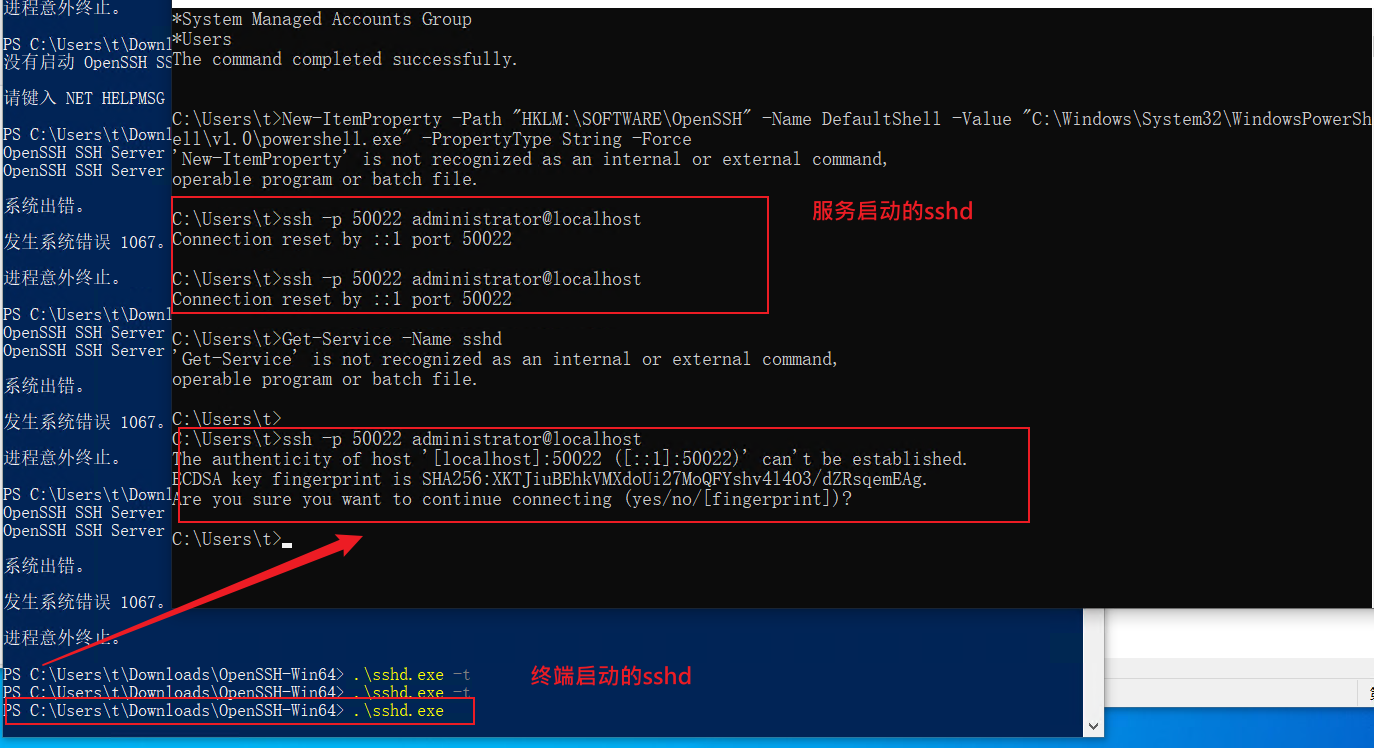 进程意外终止。
PS C:\Users\t\Downl
没有启动 OpenSSH SS
请键入 NET HELPMSG
PS C:\Users\t\Downl
OpenSSH SSH Server
OpenSSH SSH Server
系统出错。
发生系统错误 1067。
进程意外终止。
PS C:\Users\t\Downl
OpenSSH SSH Server
OpenSSH SSH Server
系统出错。
发生系统错误 1067。
进程意外终止。
PS C:\Users\t\Downl
OpenSSH SSH Server
OpenSSH SSH Server
系统出错。
发生系统错误 1067。
进程意外终止。
PS C:\Users\t\Downloads\OpenSSH-Win64> .\sshd.exe -t
PS C:\Users\t\Downloads\OpenSSH-Win64> .\sshd.exe -t
PS C:\Users\t\Downloads\OpenSSH-Win64> .\sshd.exe
终端启动的sshd
*System Managed Accounts Group
*Users
The command completed successfully.
C:\Users\t>New-ItemProperty -Path "HKLM:\SOFTWARE\OpenSSH" -Name DefaultShell -Value "C:\Windows\System32\WindowsPowerSh
ell\v1.0\powershell.exe" -PropertyType String -Force
'New-ItemProperty' is not recognized as an internal or external command,
operable program or batch file.
C:\Users\t>ssh -p 50022 administrator@localhost
Connection reset by ::1 port 50022
C:\Users\t>ssh -p 50022 administrator@localhost
Connection reset by ::1 port 50022
服务启动的sshd
C:\Users\t>Get-Service -Name sshd
'Get-Service' is not recognized as an internal or external command,
operable program or batch file.
C:\Users\t>
C:\Users\t>ssh -p 50022 administrator@localhost
The authenticity of host '[localhost]:50022 ([::1]:50022)' can't be established.
ECDSA key fingerprint is SHA256:XKTJiuBEhkVMXdoUi27MoQFYshv4l4O3/dZRsqemEAg.
Are you sure you want to continue connecting (yes/no/[fingerprint])?
C:\Users\t>